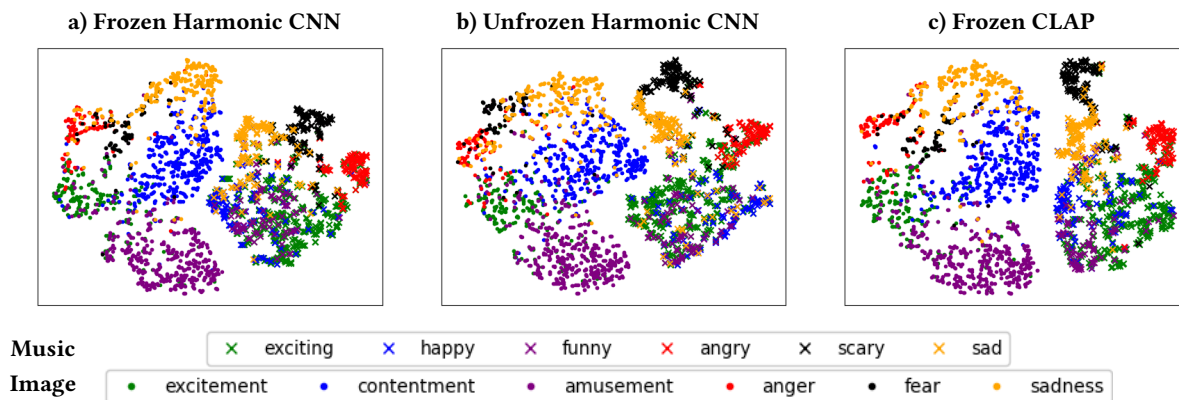 a) Frozen Harmonic CNN b) Unfrozen Harmonic CNN c) Frozen CLAP
Music exciting happy funny angry scary sad
Image excitement contentment amusement anger fear sadness